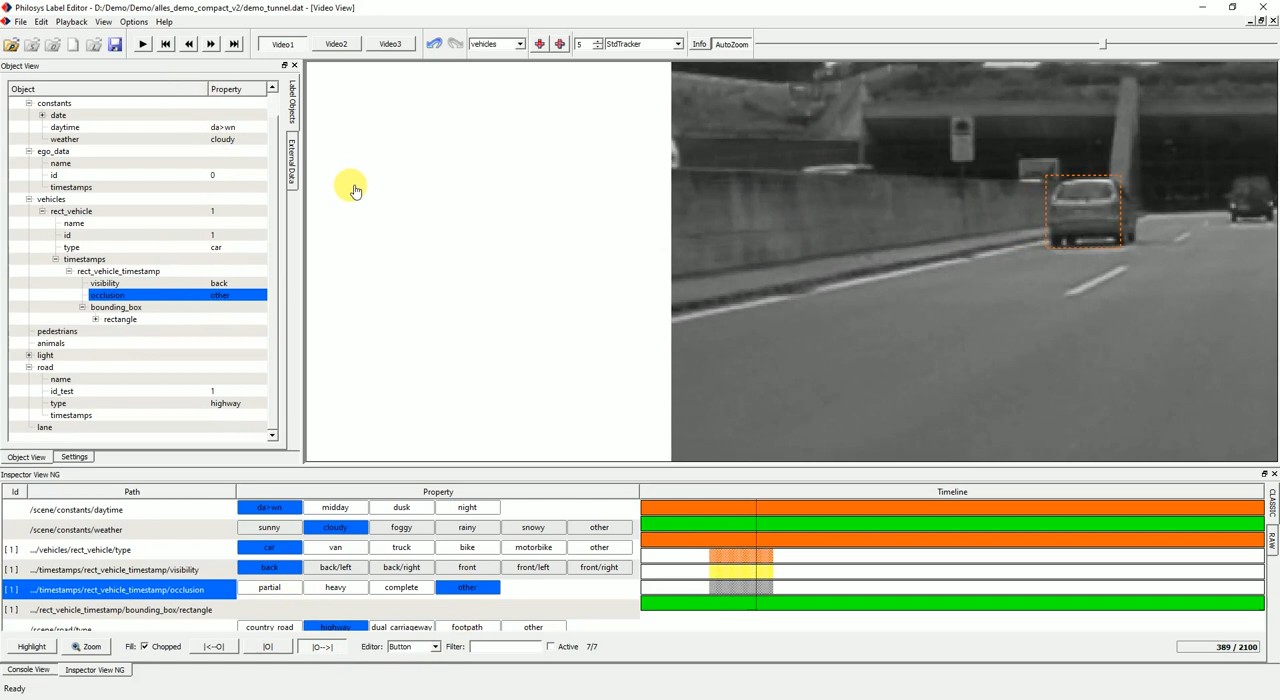 Philosys Label Editor - D:/Demo/Demo/alles_demo_compact_v2/demo_tunnel.dat - [Video View]
File Edit Playback View Options Help
Video1 Video2 Video3 vehicles 5 StdTracker Info AutoZoom
Object View
Object Property
constants
date
daytime da>wn
weather cloudy
ego_data
name
id 0
timestamps
vehicles
rect_vehicle 1
name
id 1
type car
timestamps
rect_vehicle_timestamp
visibility back
occlusion other
bounding_box
rectangle
pedestrians
animals
light
road
name
id_test 1
type highway
timestamps
lane
Label Objects
External Data
Object View Settings
Inspector View NG
Id Path Property Timeline
/scene/constants/daytime da>wn midday dusk night
/scene/constants/weather sunny cloudy foggy rainy snowy other
[ 1 ] .../vehicles/rect_vehicle/type car van truck bike motorbike other
[ 1 ] .../timestamps/rect_vehicle_timestamp/visibility back back/left back/right front front/left front/right
[ 1 ] .../timestamps/rect_vehicle_timestamp/occlusion partial heavy complete other
[ 1 ] .../rect_vehicle_timestamp/bounding_box/rectangle
/scene/road/type country road highway dual carriageway footpath other
CLASSIC
RAW
Highlight Zoom Fill: Chopped |<--O| |O| |O-->| Editor: Button Filter: Active 7/7 389 / 2100
Console View Inspector View NG
Ready